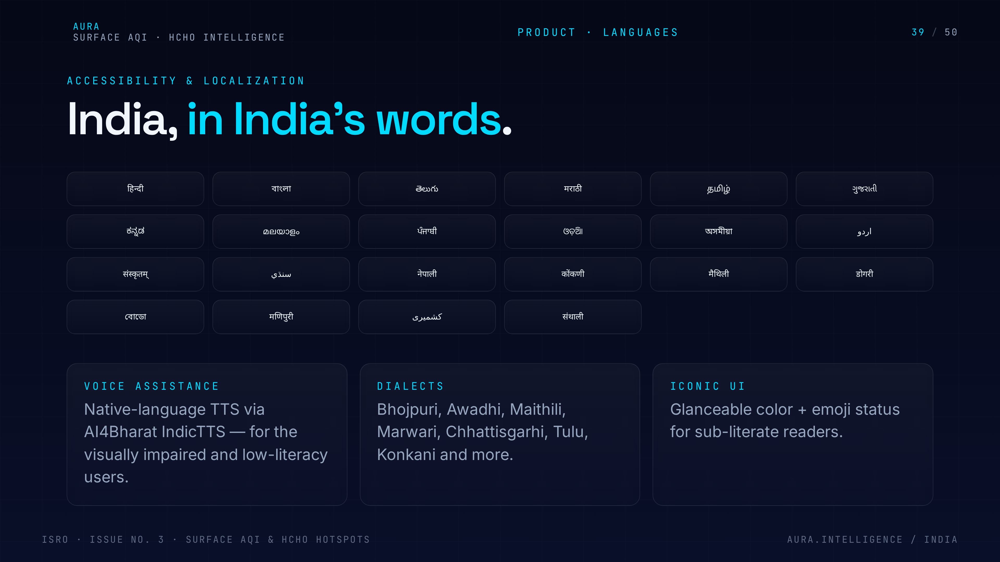 AURA
SURFACE AQI · HCHO INTELLIGENCE
PRODUCT · LANGUAGES
39 / 50
ACCESSIBILITY & LOCALIZATION
India, in India’s words.
हिन्दी
বাংলা
తెలుగు
मराठी
தமிழ்
ગુજરાતી
ಕನ್ನಡ
മലയാളം
ਪੰਜਾਬੀ
ଓଡ଼ିଆ
অসমীয়া
اردو
संस्कृतम्
سنڌي
नेपाली
कोंकणी
मैथिली
डोगरी
বোডো
मणिपुरी
کشمیری
संथाली
VOICE ASSISTANCE
Native-language TTS via
AI4Bharat IndicTTS — for the
visually impaired and low-literacy
users.
DIALECTS
Bhojpuri, Awadhi, Maithili,
Marwari, Chhattisgarhi, Tulu,
Konkani and more.
ICONIC UI
Glanceable color + emoji status
for sub-literate readers.
ISRO · ISSUE NO. 3 · SURFACE AQI & HCHO HOTSPOTS
AURA.INTELLIGENCE / INDIA